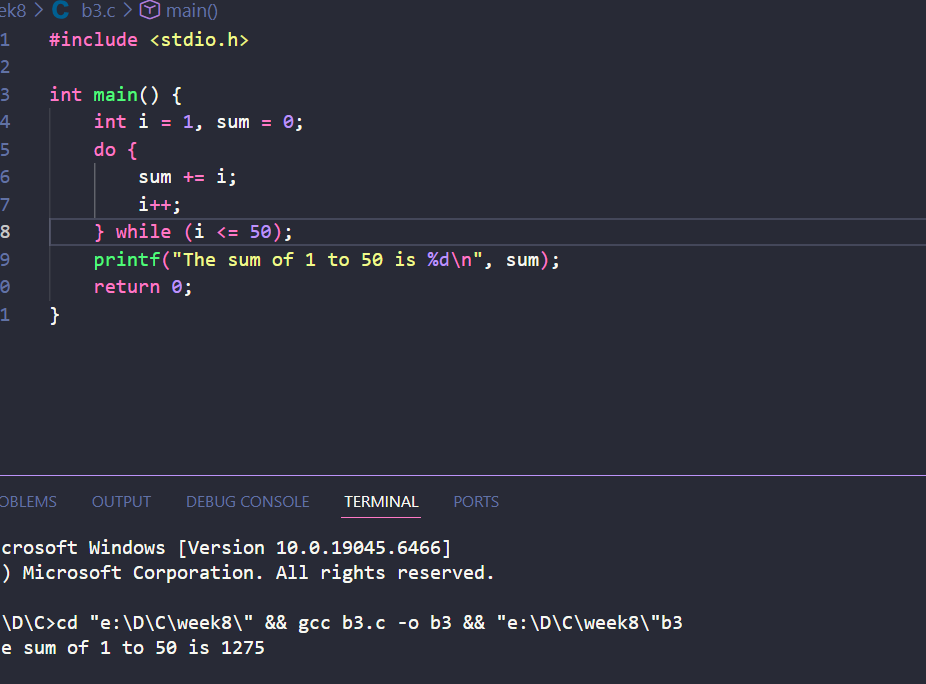 ek8 > C b3.c > main()
1 #include <stdio.h>
2
3 int main() {
4 int i = 1, sum = 0;
5 do {
6 sum += i;
7 i++;
8 } while (i <= 50);
9 printf("The sum of 1 to 50 is %d\n", sum);
0 return 0;
1 }
OBLEMS OUTPUT DEBUG CONSOLE TERMINAL PORTS
crosoft Windows [Version 10.0.19045.6466]
) Microsoft Corporation. All rights reserved.
\D\C>cd "e:\D\C\week8\" && gcc b3.c -o b3 && "e:\D\C\week8\"b3
e sum of 1 to 50 is 1275